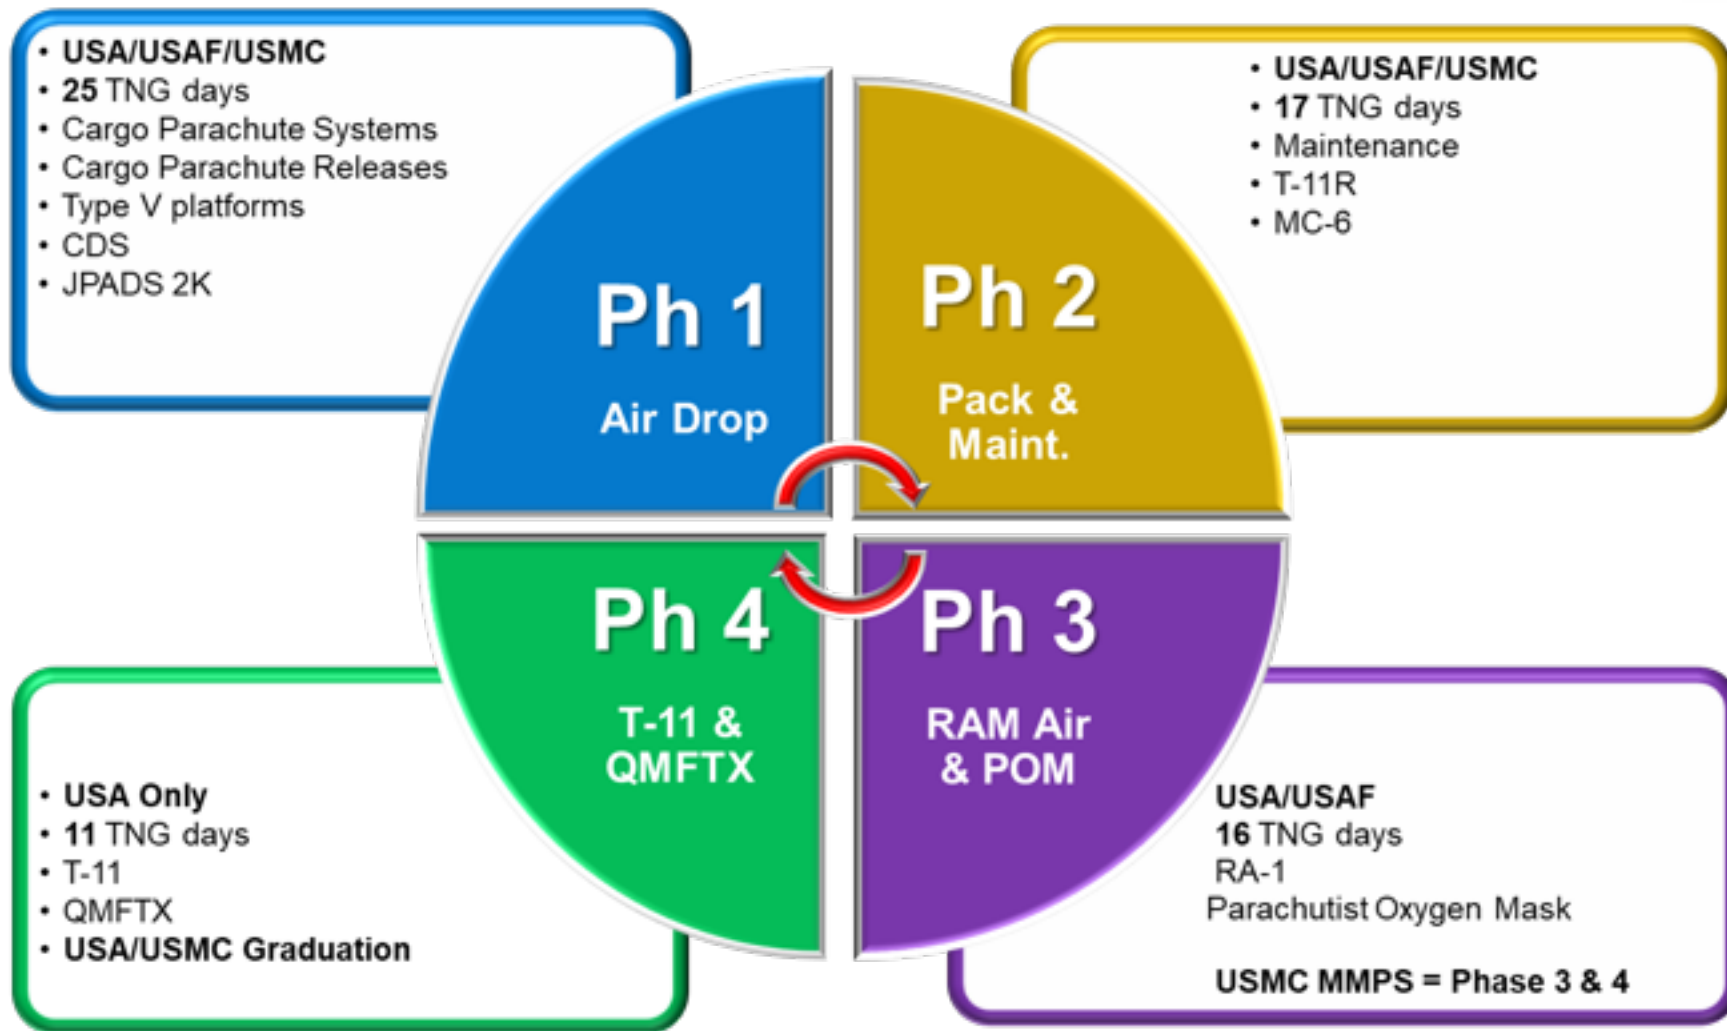 • USA/USAF/USMC
• 25 TNG days
• Cargo Parachute Systems
• Cargo Parachute Releases
• Type V platforms
• CDS
• JPADS 2K
• USA/USAF/USMC
• 17 TNG days
• Maintenance
• T-11R
• MC-6
Ph 1
Air Drop
Ph 2
Pack &
Maint.
Ph 4
T-11 &
QMFTX
Ph 3
RAM Air
& POM
• USA Only
• 11 TNG days
• T-11
• QMFTX
• USA/USMC Graduation
USA/USAF
16 TNG days
RA-1
Parachutist Oxygen Mask
USMC MMPS = Phase 3 & 4